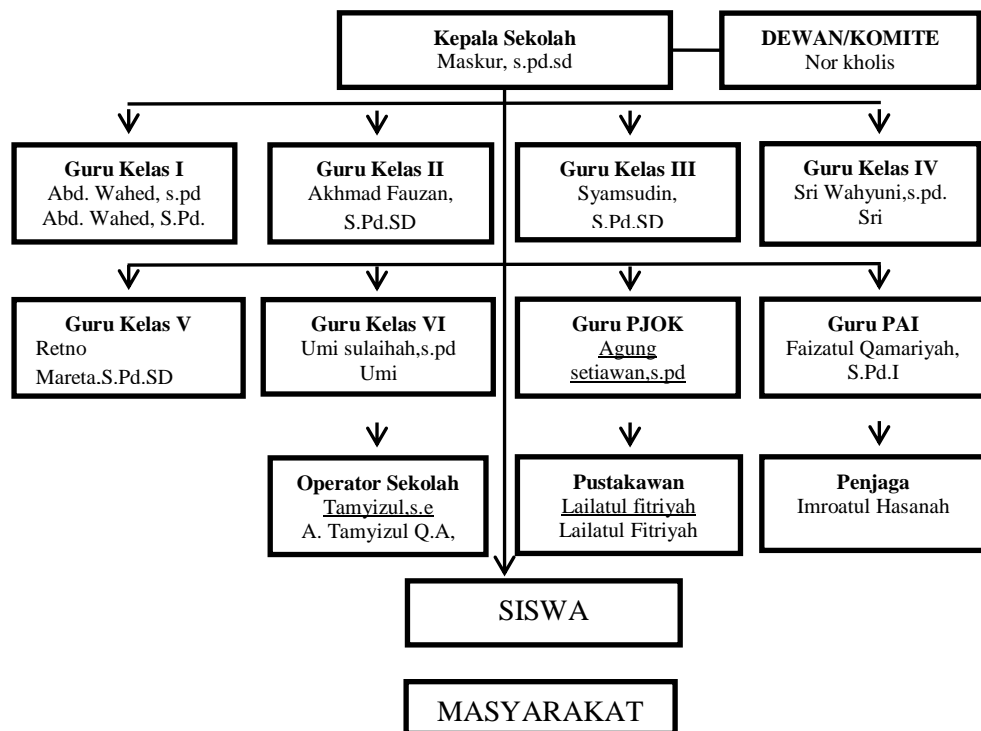 Kepala Sekolah
Maskur, s.pd.sd
DEWAN/KOMITE
Nor kholis
Guru Kelas I
Abd. Wahed, s.pd
Abd. Wahed, S.Pd.
Guru Kelas II
Akhmad Fauzan,
S.Pd.SD
Guru Kelas III
Syamsudin,
S.Pd.SD
Guru Kelas IV
Sri Wahyuni,s.pd.
Sri
Guru Kelas V
Retno
Mareta.S.Pd.SD
Guru Kelas VI
Umi sulaihah,s.pd
Umi
Guru PJOK
Agung
setiawan,s.pd
Guru PAI
Faizatul Qamariyah,
S.Pd.I
Operator Sekolah
Tamyizul.s.e
A. Tamyizul Q.A,
Pustakawan
Lailatul fitriyah
Lailatul Fitriyah
Penjaga
Imroatul Hasanah
SISWA
MASYARAKAT